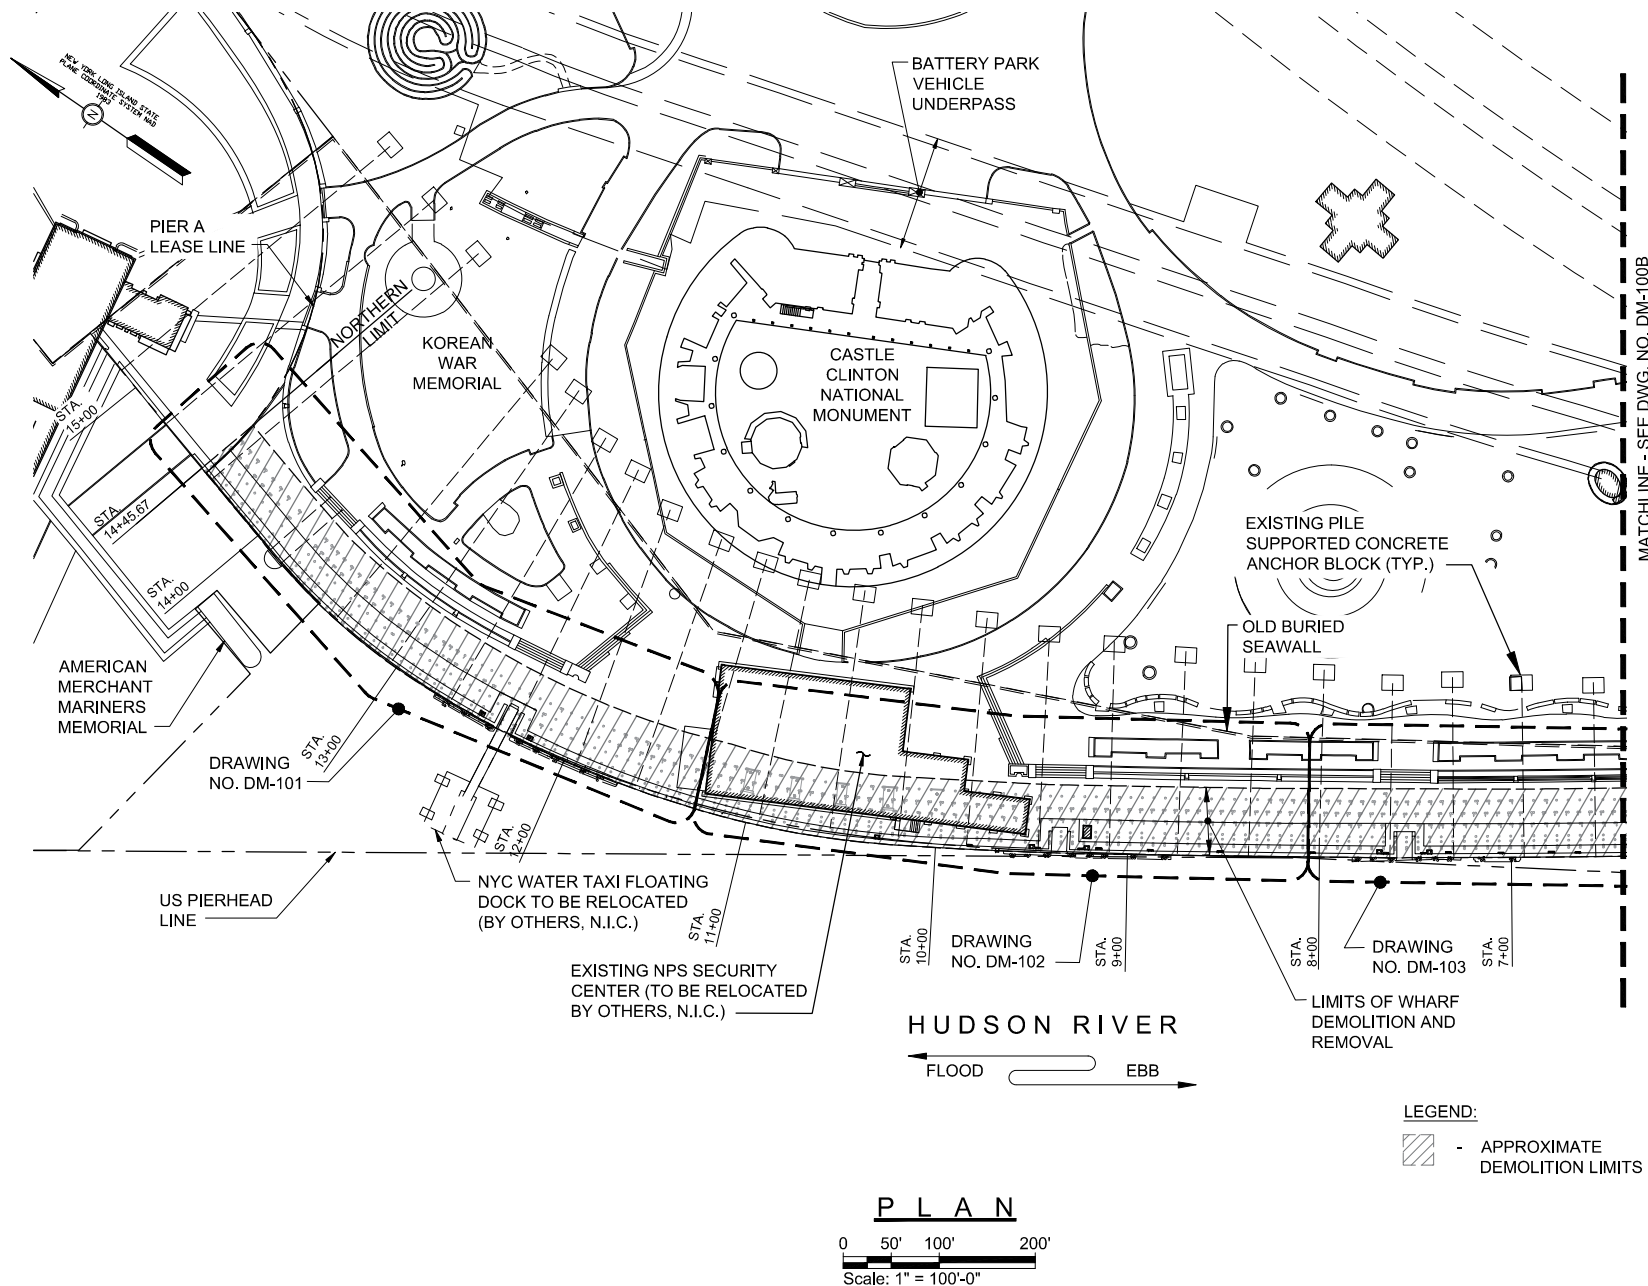 NEW YORK LONG ISLAND STATE
PLANE COORDINATE SYSTEM NAD
1983
N
BATTERY PARK
VEHICLE
UNDERPASS
PIER A
LEASE LINE
NORTHERN
LIMIT
KOREAN
WAR
MEMORIAL
CASTLE
CLINTON
NATIONAL
MONUMENT
MATCHLINE - SEE DWG. NO. DM-100B
STA.
15+00
STA.
14+45.67
STA.
14+00
EXISTING PILE
SUPPORTED CONCRETE
ANCHOR BLOCK (TYP.)
OLD BURIED
SEAWALL
AMERICAN
MERCHANT
MARINERS
MEMORIAL
DRAWING
NO. DM-101
STA.
13+00
STA.
12+00
US PIERHEAD
LINE
NYC WATER TAXI FLOATING
DOCK TO BE RELOCATED
(BY OTHERS, N.I.C.)
STA.
11+00
EXISTING NPS SECURITY
CENTER (TO BE RELOCATED
BY OTHERS, N.I.C.)
STA.
10+00
DRAWING
NO. DM-102
STA.
9+00
STA.
8+00
DRAWING
NO. DM-103
STA.
7+00
LIMITS OF WHARF
DEMOLITION AND
REMOVAL
HUDSON RIVER
FLOOD
EBB
LEGEND:
- APPROXIMATE
DEMOLITION LIMITS
PLAN
0 50' 100' 200'
Scale: 1" = 100'-0"